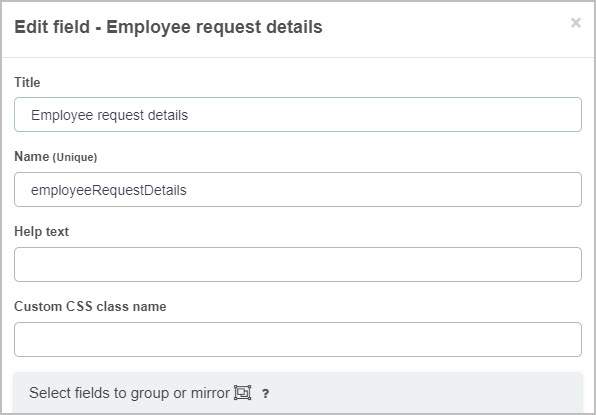 Edit field - Employee request details
×
Title
Employee request details
Name (Unique)
employeeRequestDetails
Help text
Custom CSS class name
Select fields to group or mirror ?